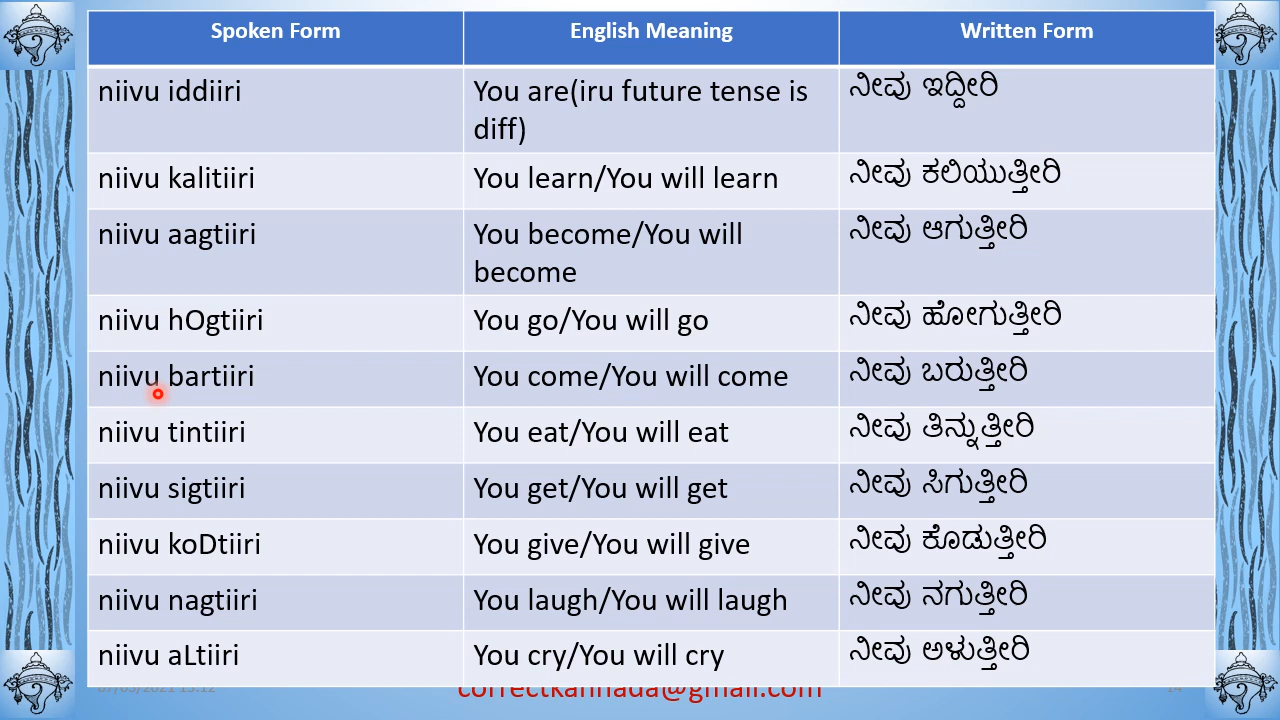 Spoken Form English Meaning Written Form
niivu iddiiri You are(iru future tense is ನೀವು ಇದ್ದೀರಿ
diff)
niivu kalitiiri You learn/You will learn ನೀವು ಕಲಿಯುತ್ತೀರಿ
niivu aagtiiri You become/You will ನೀವು ಆಗುತ್ತೀರಿ
become
niivu hOgtiiri You go/You will go ನೀವು ಹೋಗುತ್ತೀರಿ
niivu bartiiri You come/You will come ನೀವು ಬರುತ್ತೀರಿ
niivu tintiiri You eat/You will eat ನೀವು ತಿನ್ನುತ್ತೀರಿ
niivu sigtiiri You get/You will get ನೀವು ಸಿಗುತ್ತೀರಿ
niivu koDtiiri You give/You will give ನೀವು ಕೊಡುತ್ತೀರಿ
niivu nagtiiri You laugh/You will laugh ನೀವು ನಗುತ್ತೀರಿ
niivu aLtiiri You cry/You will cry ನೀವು ಅಳುತ್ತೀರಿ
correctkannada@gmail.com